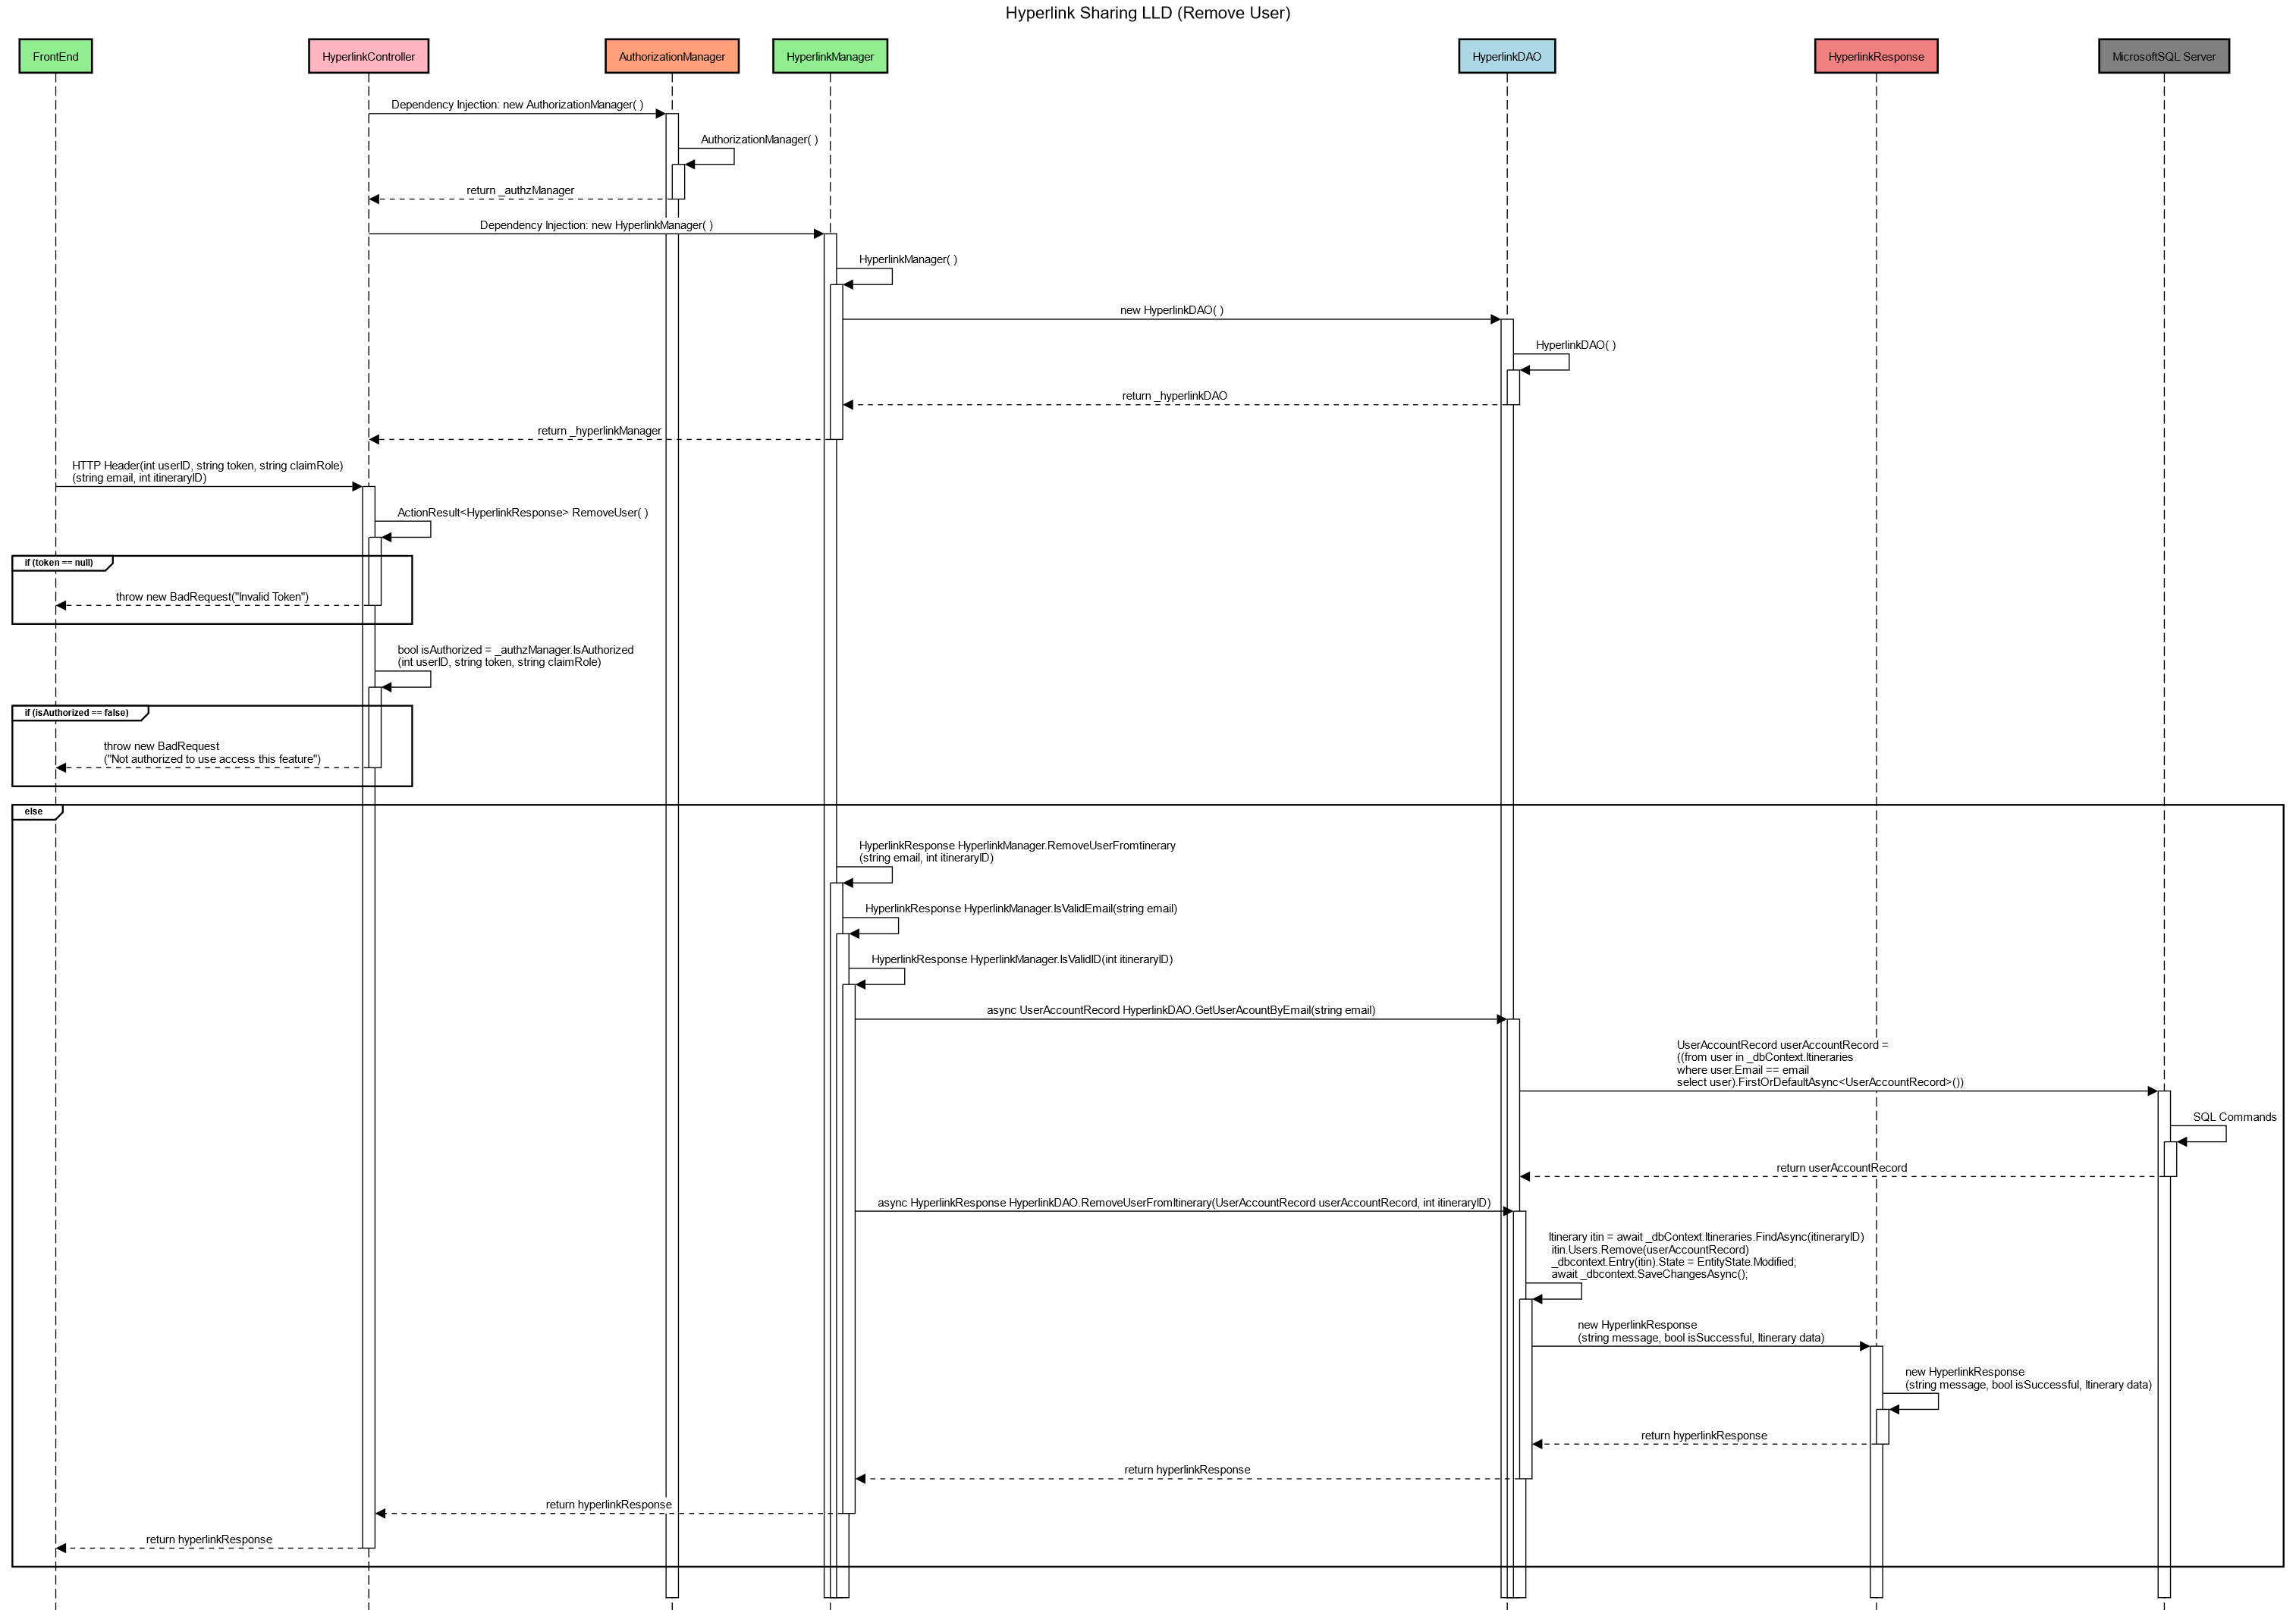 Hyperlink Sharing LLD (Remove User)
FrontEnd
HyperlinkController
AuthorizationManager
HyperlinkManager
HyperlinkDAO
HyperlinkResponse
MicrosoftSQL Server
Dependency Injection: new AuthorizationManager( )
AuthorizationManager( )
return _authzManager
Dependency Injection: new HyperlinkManager( )
HyperlinkManager( )
new HyperlinkDAO( )
HyperlinkDAO( )
return _hyperlinkDAO
return _hyperlinkManager
HTTP Header(int userID, string token, string claimRole)
(string email, int itineraryID)
ActionResult<HyperlinkResponse> RemoveUser( )
if (token == null)
throw new BadRequest("Invalid Token")
bool isAuthorized = _authzManager.IsAuthorized
(int userID, string token, string claimRole)
if (isAuthorized == false)
throw new BadRequest
("Not authorized to use access this feature")
else
HyperlinkResponse HyperlinkManager.RemoveUserFromtinerary
(string email, int itineraryID)
HyperlinkResponse HyperlinkManager.IsValidEmail(string email)
HyperlinkResponse HyperlinkManager.IsValidID(int itineraryID)
async UserAccountRecord HyperlinkDAO.GetUserAcountByEmail(string email)
UserAccountRecord userAccountRecord =
((from user in _dbContext.Itineraries
where user.Email == email
select user).FirstOrDefaultAsync<UserAccountRecord>())
SQL Commands
return userAccountRecord
async HyperlinkResponse HyperlinkDAO.RemoveUserFromItinerary(UserAccountRecord userAccountRecord, int itineraryID)
Itinerary itin = await _dbContext.Itineraries.FindAsync(itineraryID)
itin.Users.Remove(userAccountRecord)
_dbcontext.Entry(itin).State = EntityState.Modified;
await _dbcontext.SaveChangesAsync();
new HyperlinkResponse
(string message, bool isSuccessful, Itinerary data)
new HyperlinkResponse
(string message, bool isSuccessful, Itinerary data)
return hyperlinkResponse
return hyperlinkResponse
return hyperlinkResponse
return hyperlinkResponse